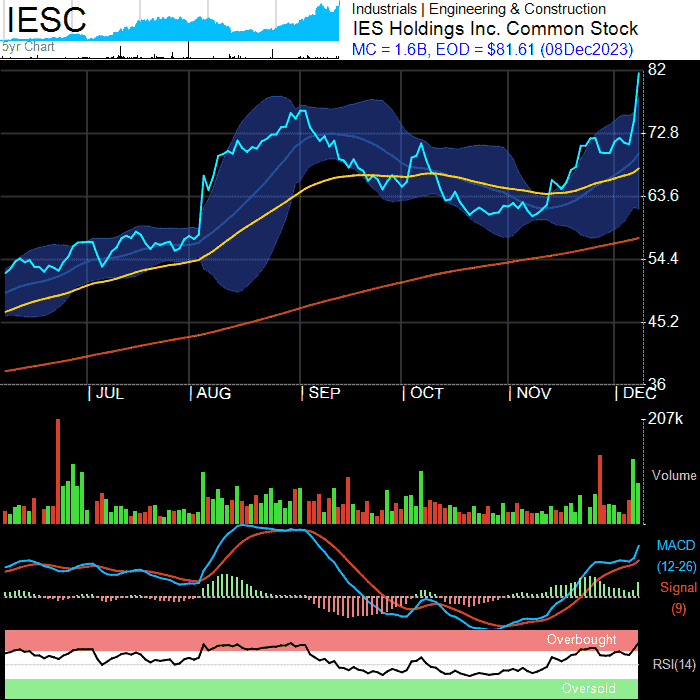 IESC
5yr Chart
Industrials | Engineering & Construction
IES Holdings Inc. Common Stock
MC = 1.6B, EOD = $81.61 (08Dec2023)
82
72.8
63.6
54.4
45.2
36
| JUL | AUG | SEP | OCT | NOV | DEC
207k
Volume
MACD
(12-26)
Signal
(9)
Overbought
RSI(14)
Oversold